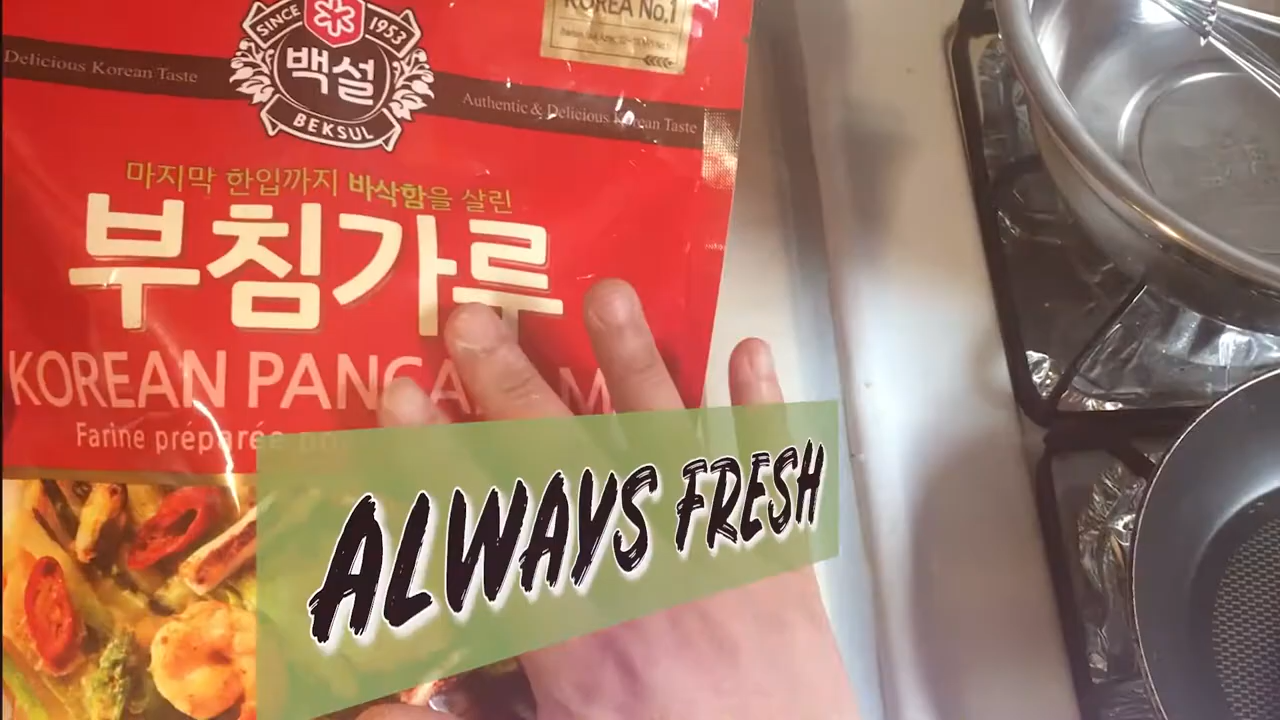 KOREA No.1
SINCE 1953
백설
BEKSUL
Delicious Korean Taste
Authentic & Delicious Korean Taste
마지막 한입까지 바삭함을 살린
부침가루
KOREAN
Farine préparée
ALWAYS FRESH